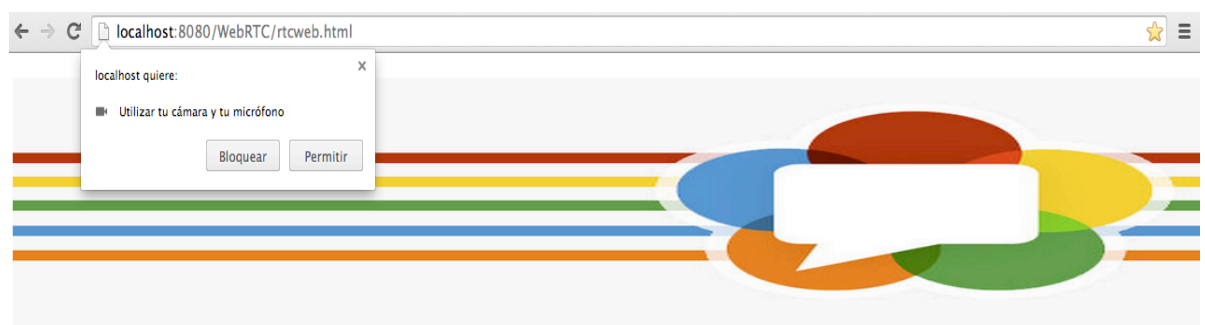 localhost:8080/WebRTC/rtcweb.html
localhost quiere:
x
Utilizar tu cámara y tu micrófono
Bloquear Permitir